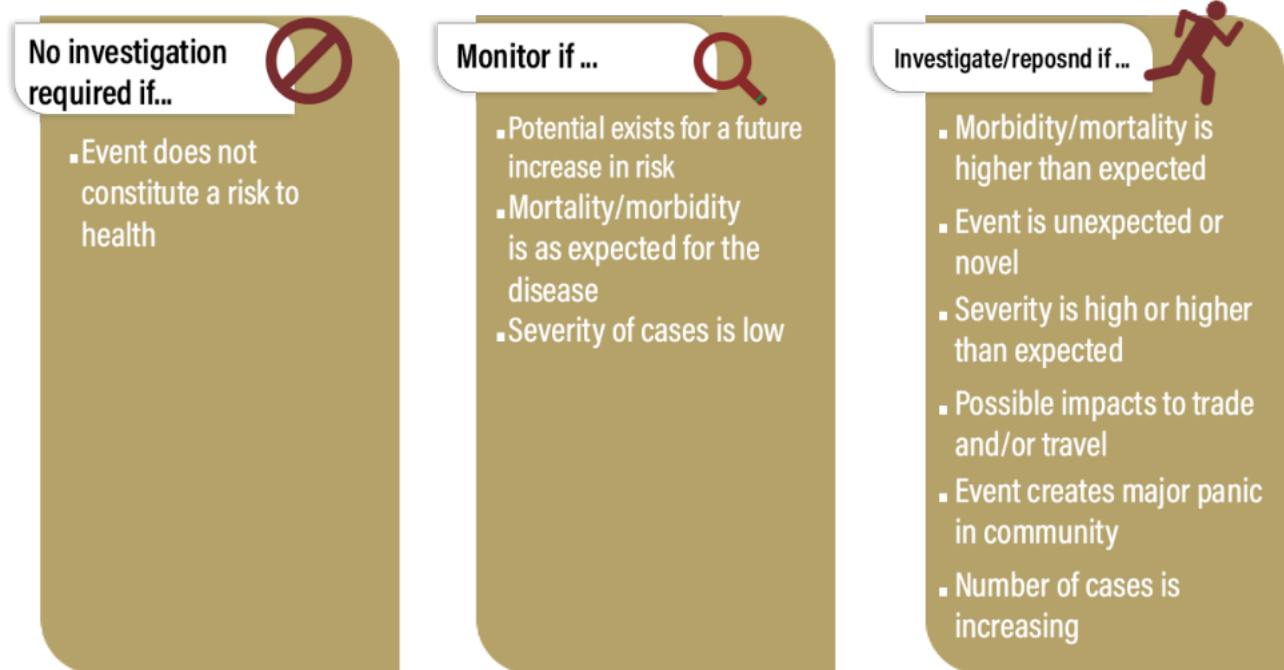 No investigation
required if...
▪Event does not
constitute a risk to
health
Monitor if ...
▪Potential exists for a future
increase in risk
▪Mortality/morbidity
is as expected for the
disease
▪Severity of cases is low
Investigate/reposnd if ...
▪ Morbidity/mortality is
higher than expected
▪ Event is unexpected or
novel
▪ Severity is high or higher
than expected
▪ Possible impacts to trade
and/or travel
▪ Event creates major panic
in community
▪ Number of cases is
increasing